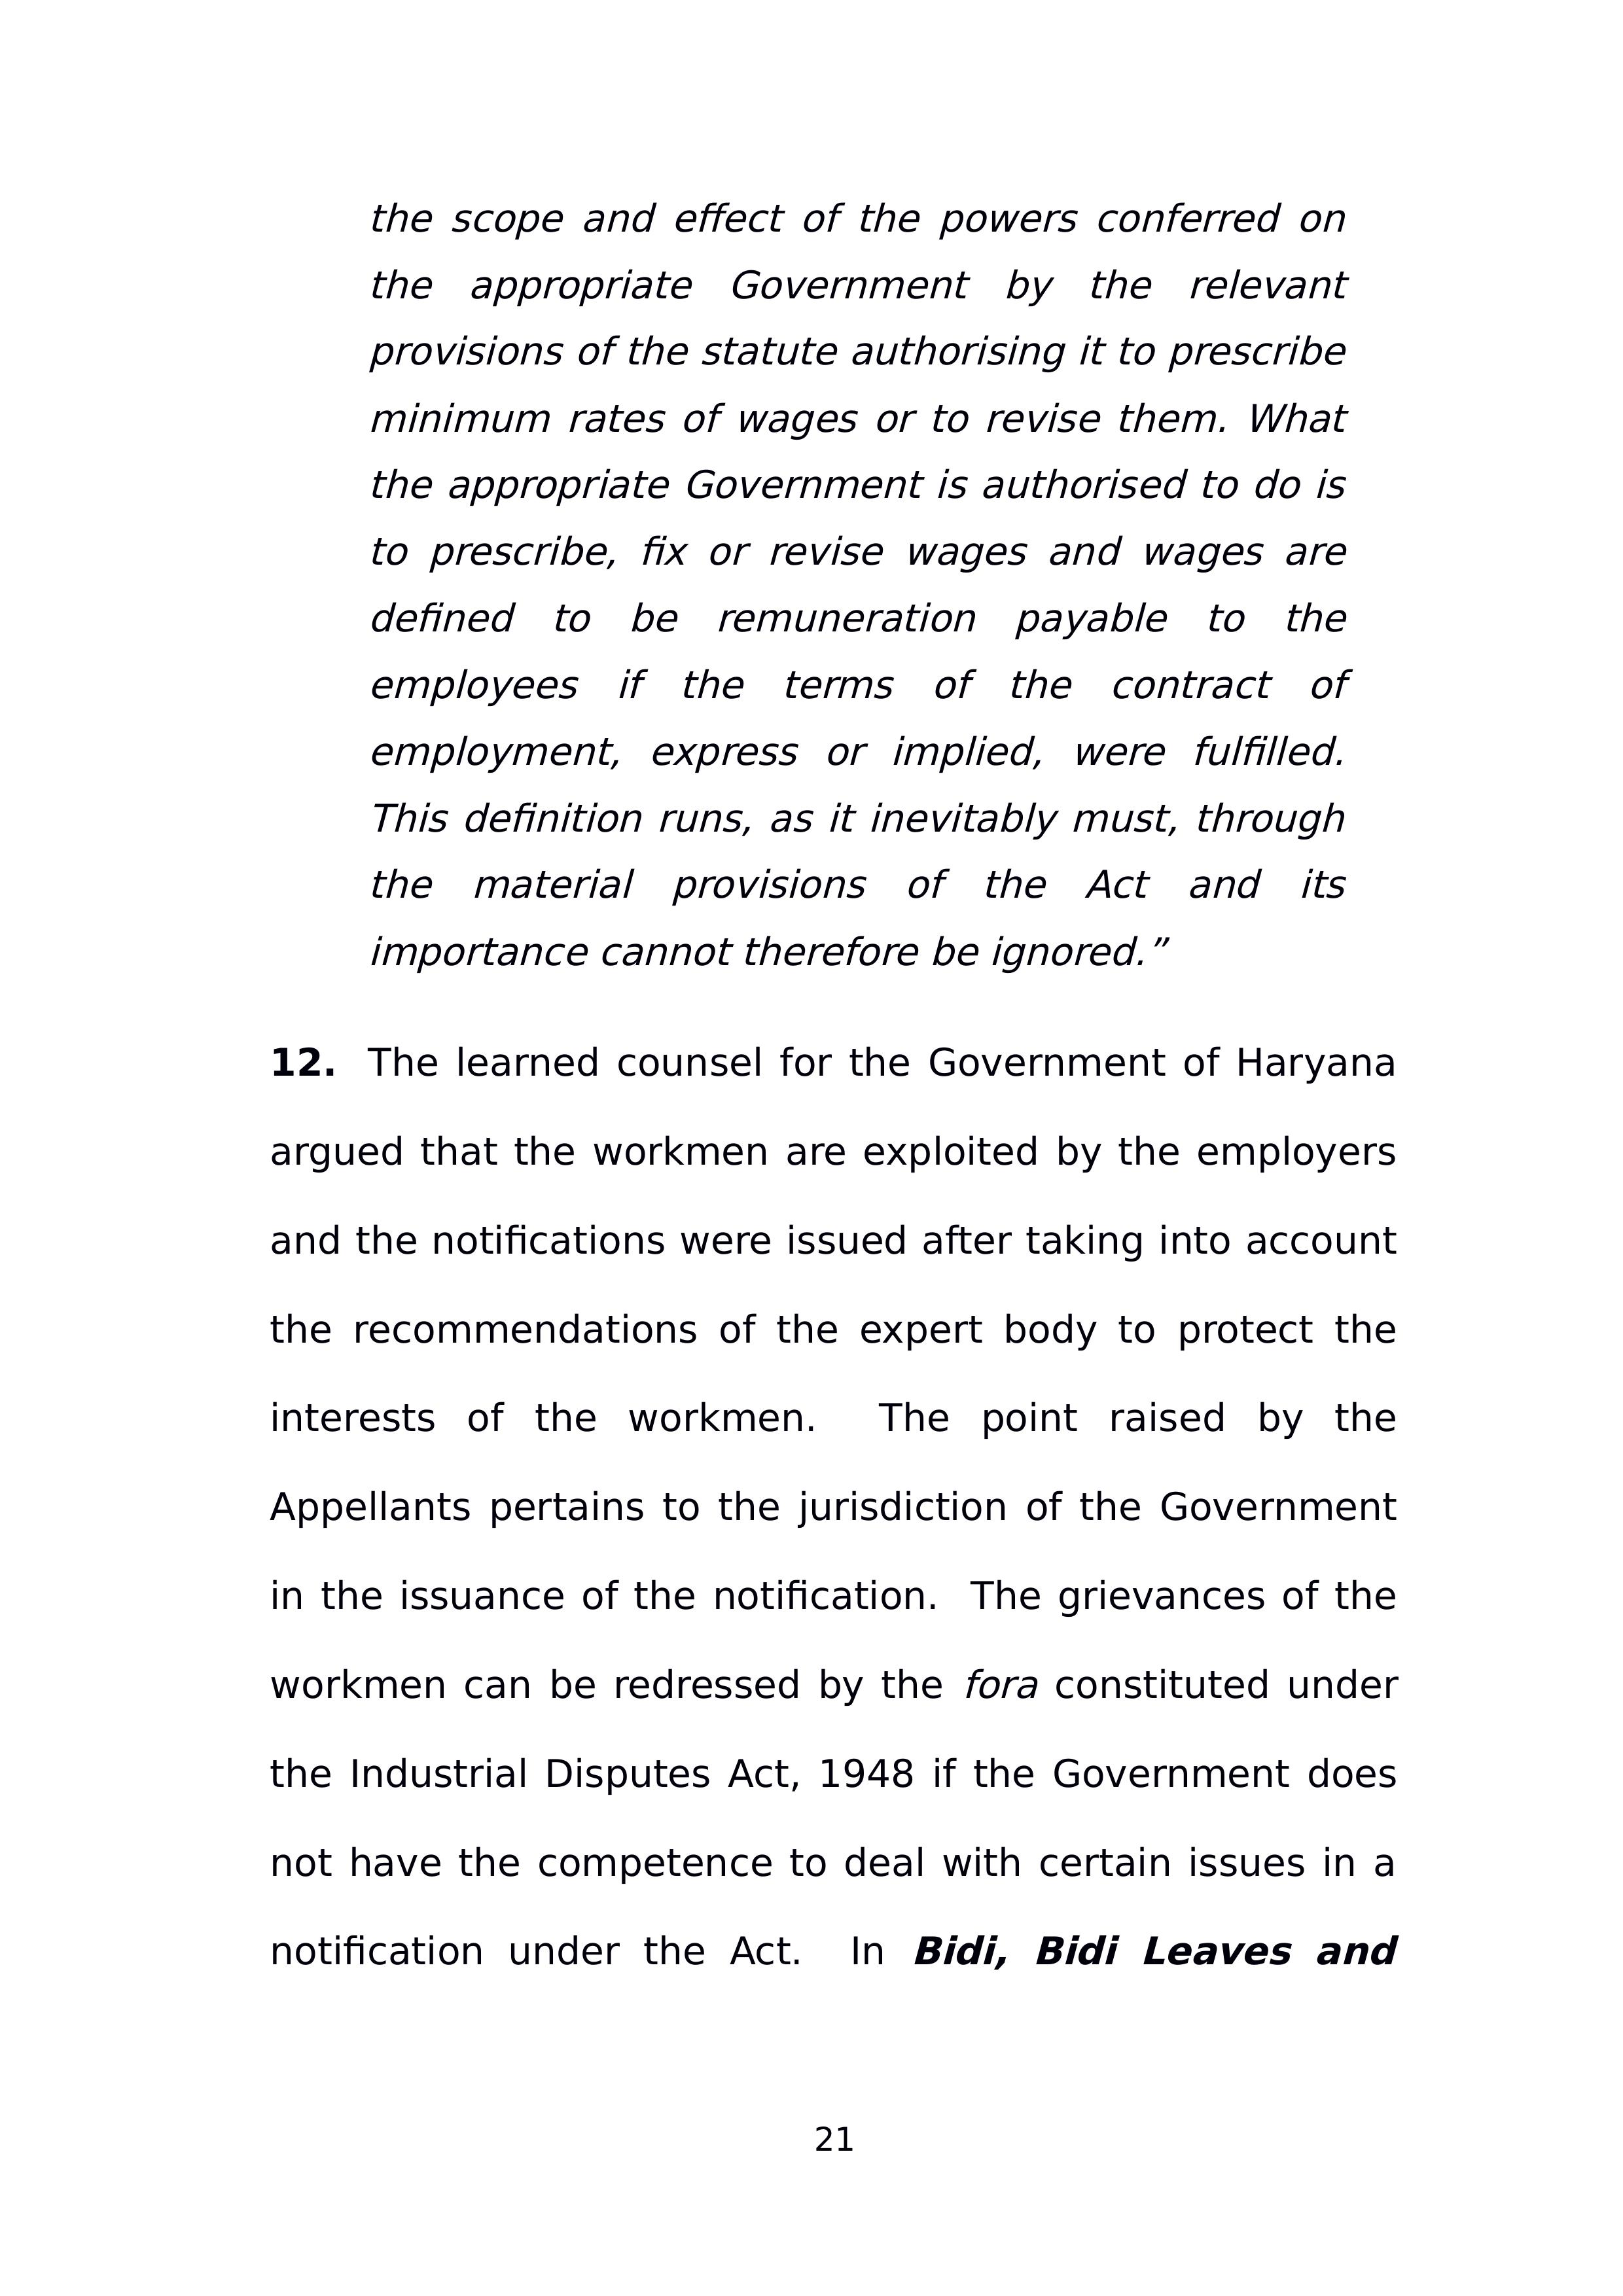 the scope and effect of the powers conferred on
the appropriate Government by the relevant
provisions of the statute authorising it to prescribe
minimum rates of wages or to revise them. What
the appropriate Government is authorised to do is
to prescribe, fix or revise wages and wages are
defined to be remuneration payable to the
employees if the terms of the contract of
employment, express or implied, were fulfilled.
This definition runs, as it inevitably must, through
the material provisions of the Act and its
importance cannot therefore be ignored.”
12. The learned counsel for the Government of Haryana
argued that the workmen are exploited by the employers
and the notifications were issued after taking into account
the recommendations of the expert body to protect the
interests of the workmen. The point raised by the
Appellants pertains to the jurisdiction of the Government
in the issuance of the notification. The grievances of the
workmen can be redressed by the fora constituted under
the Industrial Disputes Act, 1948 if the Government does
not have the competence to deal with certain issues in a
notification under the Act. In Bidi, Bidi Leaves and
21